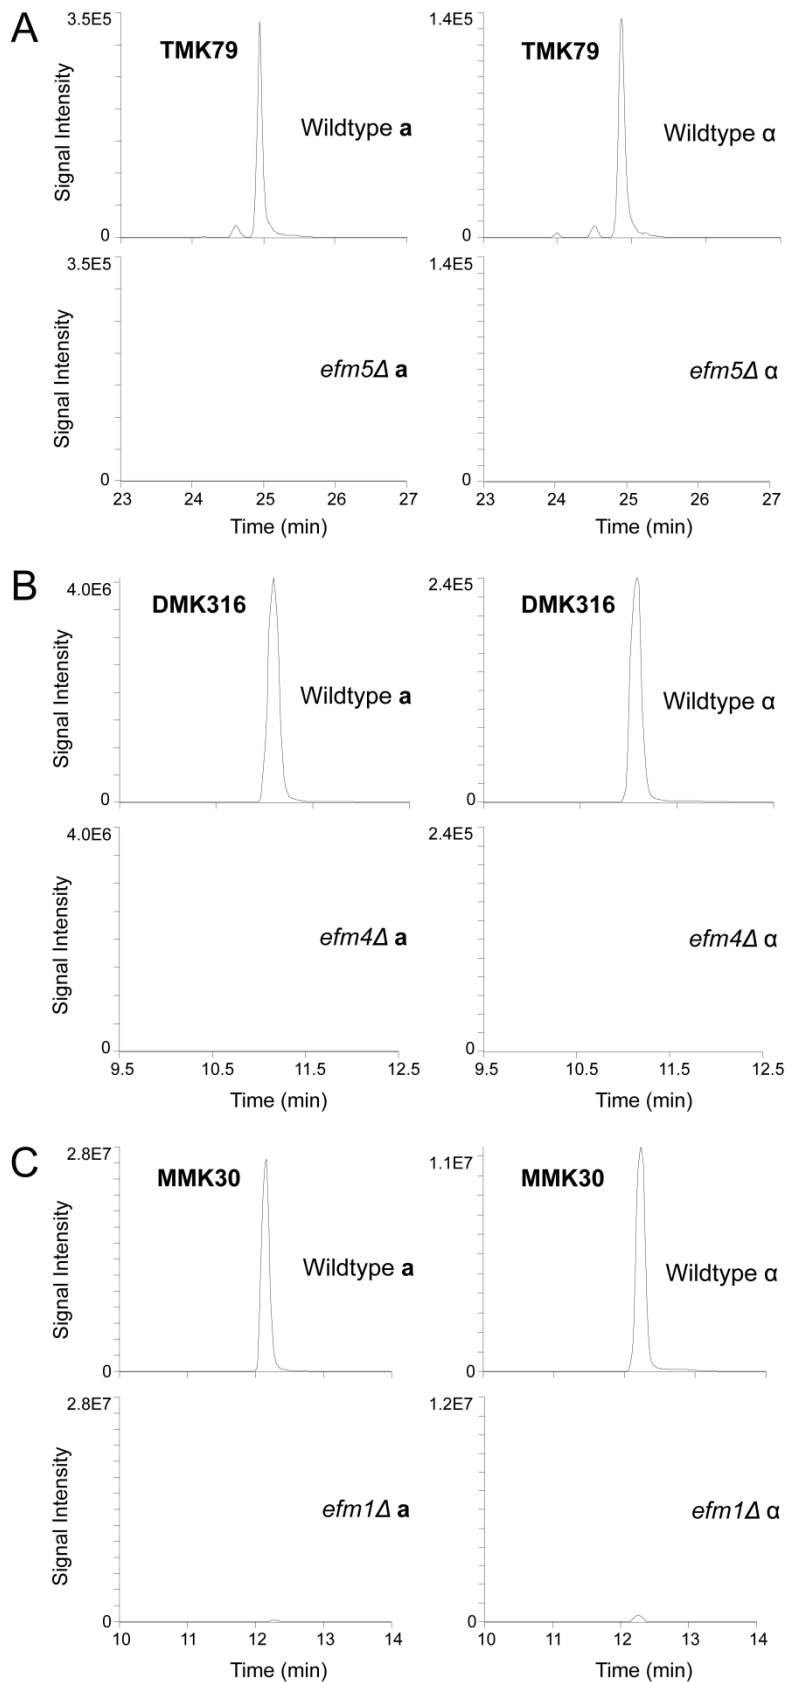 A
3.5E5
TMK79
Wildtype a
Signal Intensity
0
1.4E5
TMK79
Wildtype α
0
3.5E5
efm5Δ a
Signal Intensity
0
23 24 25 26 27
Time (min)
1.4E5
efm5Δ α
0
23 24 25 26 27
Time (min)
B
4.0E6
DMK316
Wildtype a
Signal Intensity
0
2.4E5
DMK316
Wildtype α
0
4.0E6
efm4Δ a
Signal Intensity
0
9.5 10.5 11.5 12.5
Time (min)
2.4E5
efm4Δ α
0
9.5 10.5 11.5 12.5
Time (min)
C
2.8E7
MMK30
Wildtype a
Signal Intensity
0
1.1E7
MMK30
Wildtype α
0
2.8E7
efm1Δ a
Signal Intensity
0
10 11 12 13 14
Time (min)
1.2E7
efm1Δ α
0
10 11 12 13 14
Time (min)